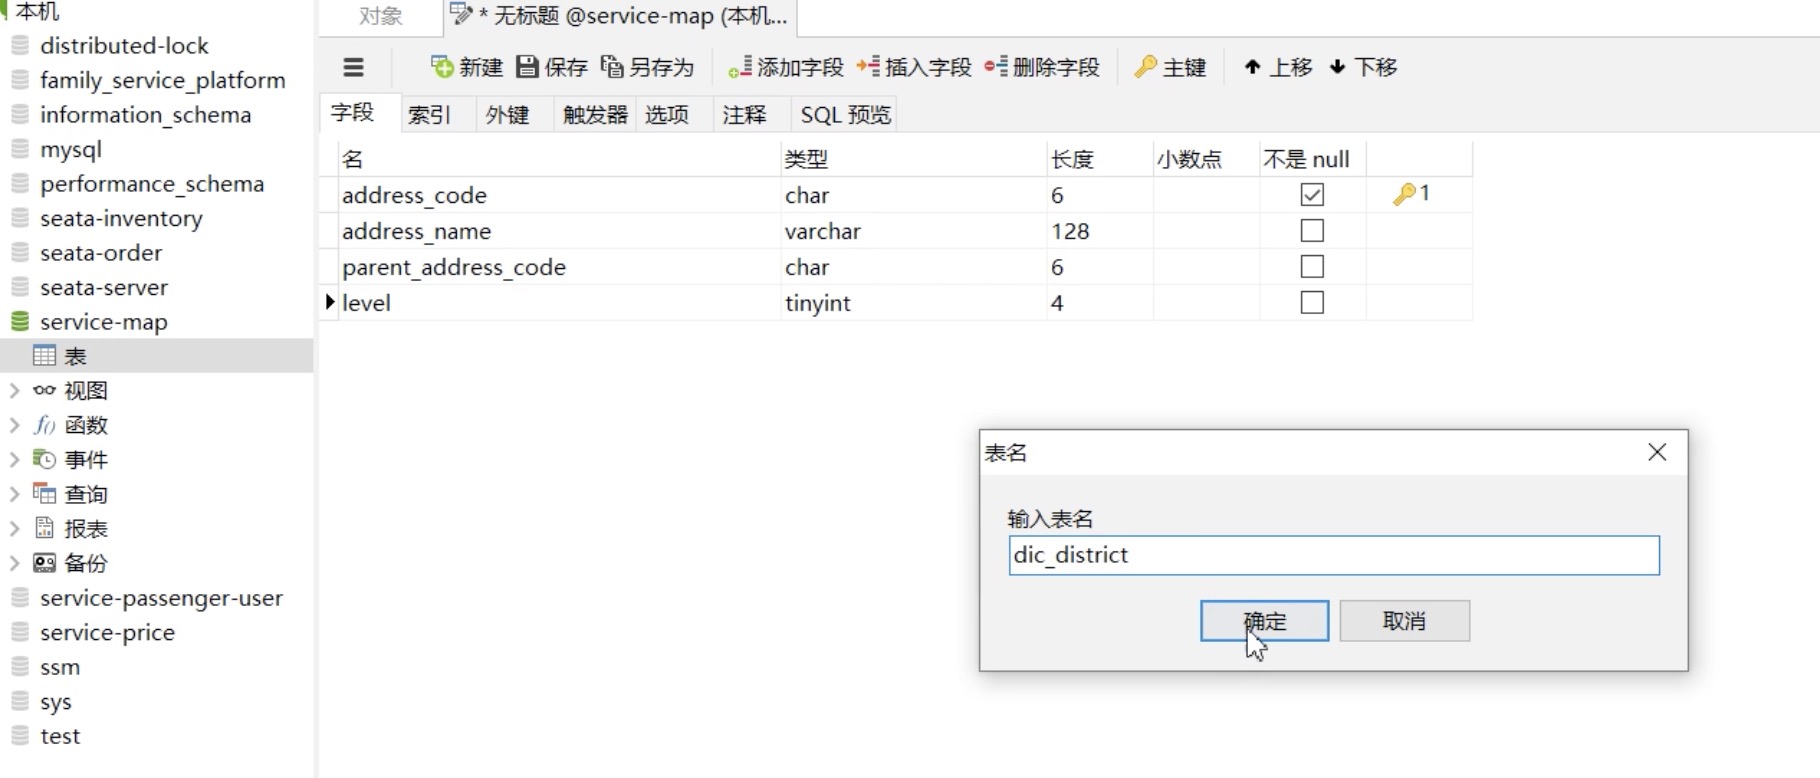 本机
distributed-lock
family_service_platform
information_schema
mysql
performance_schema
seata-inventory
seata-order
seata-server
service-map
表
视图
函数
事件
查询
报表
备份
service-passenger-user
service-price
ssm
sys
test
对象
* 无标题 @service-map (本机...
新建 保存 另存为 添加字段 插入字段 删除字段 主键 上移 下移
字段 索引 外键 触发器 选项 注释 SQL 预览
名 类型 长度 小数点 不是 null
address_code char 6 1
address_name varchar 128
parent_address_code char 6
level tinyint 4
表名
输入表名
dic_district
确定 取消